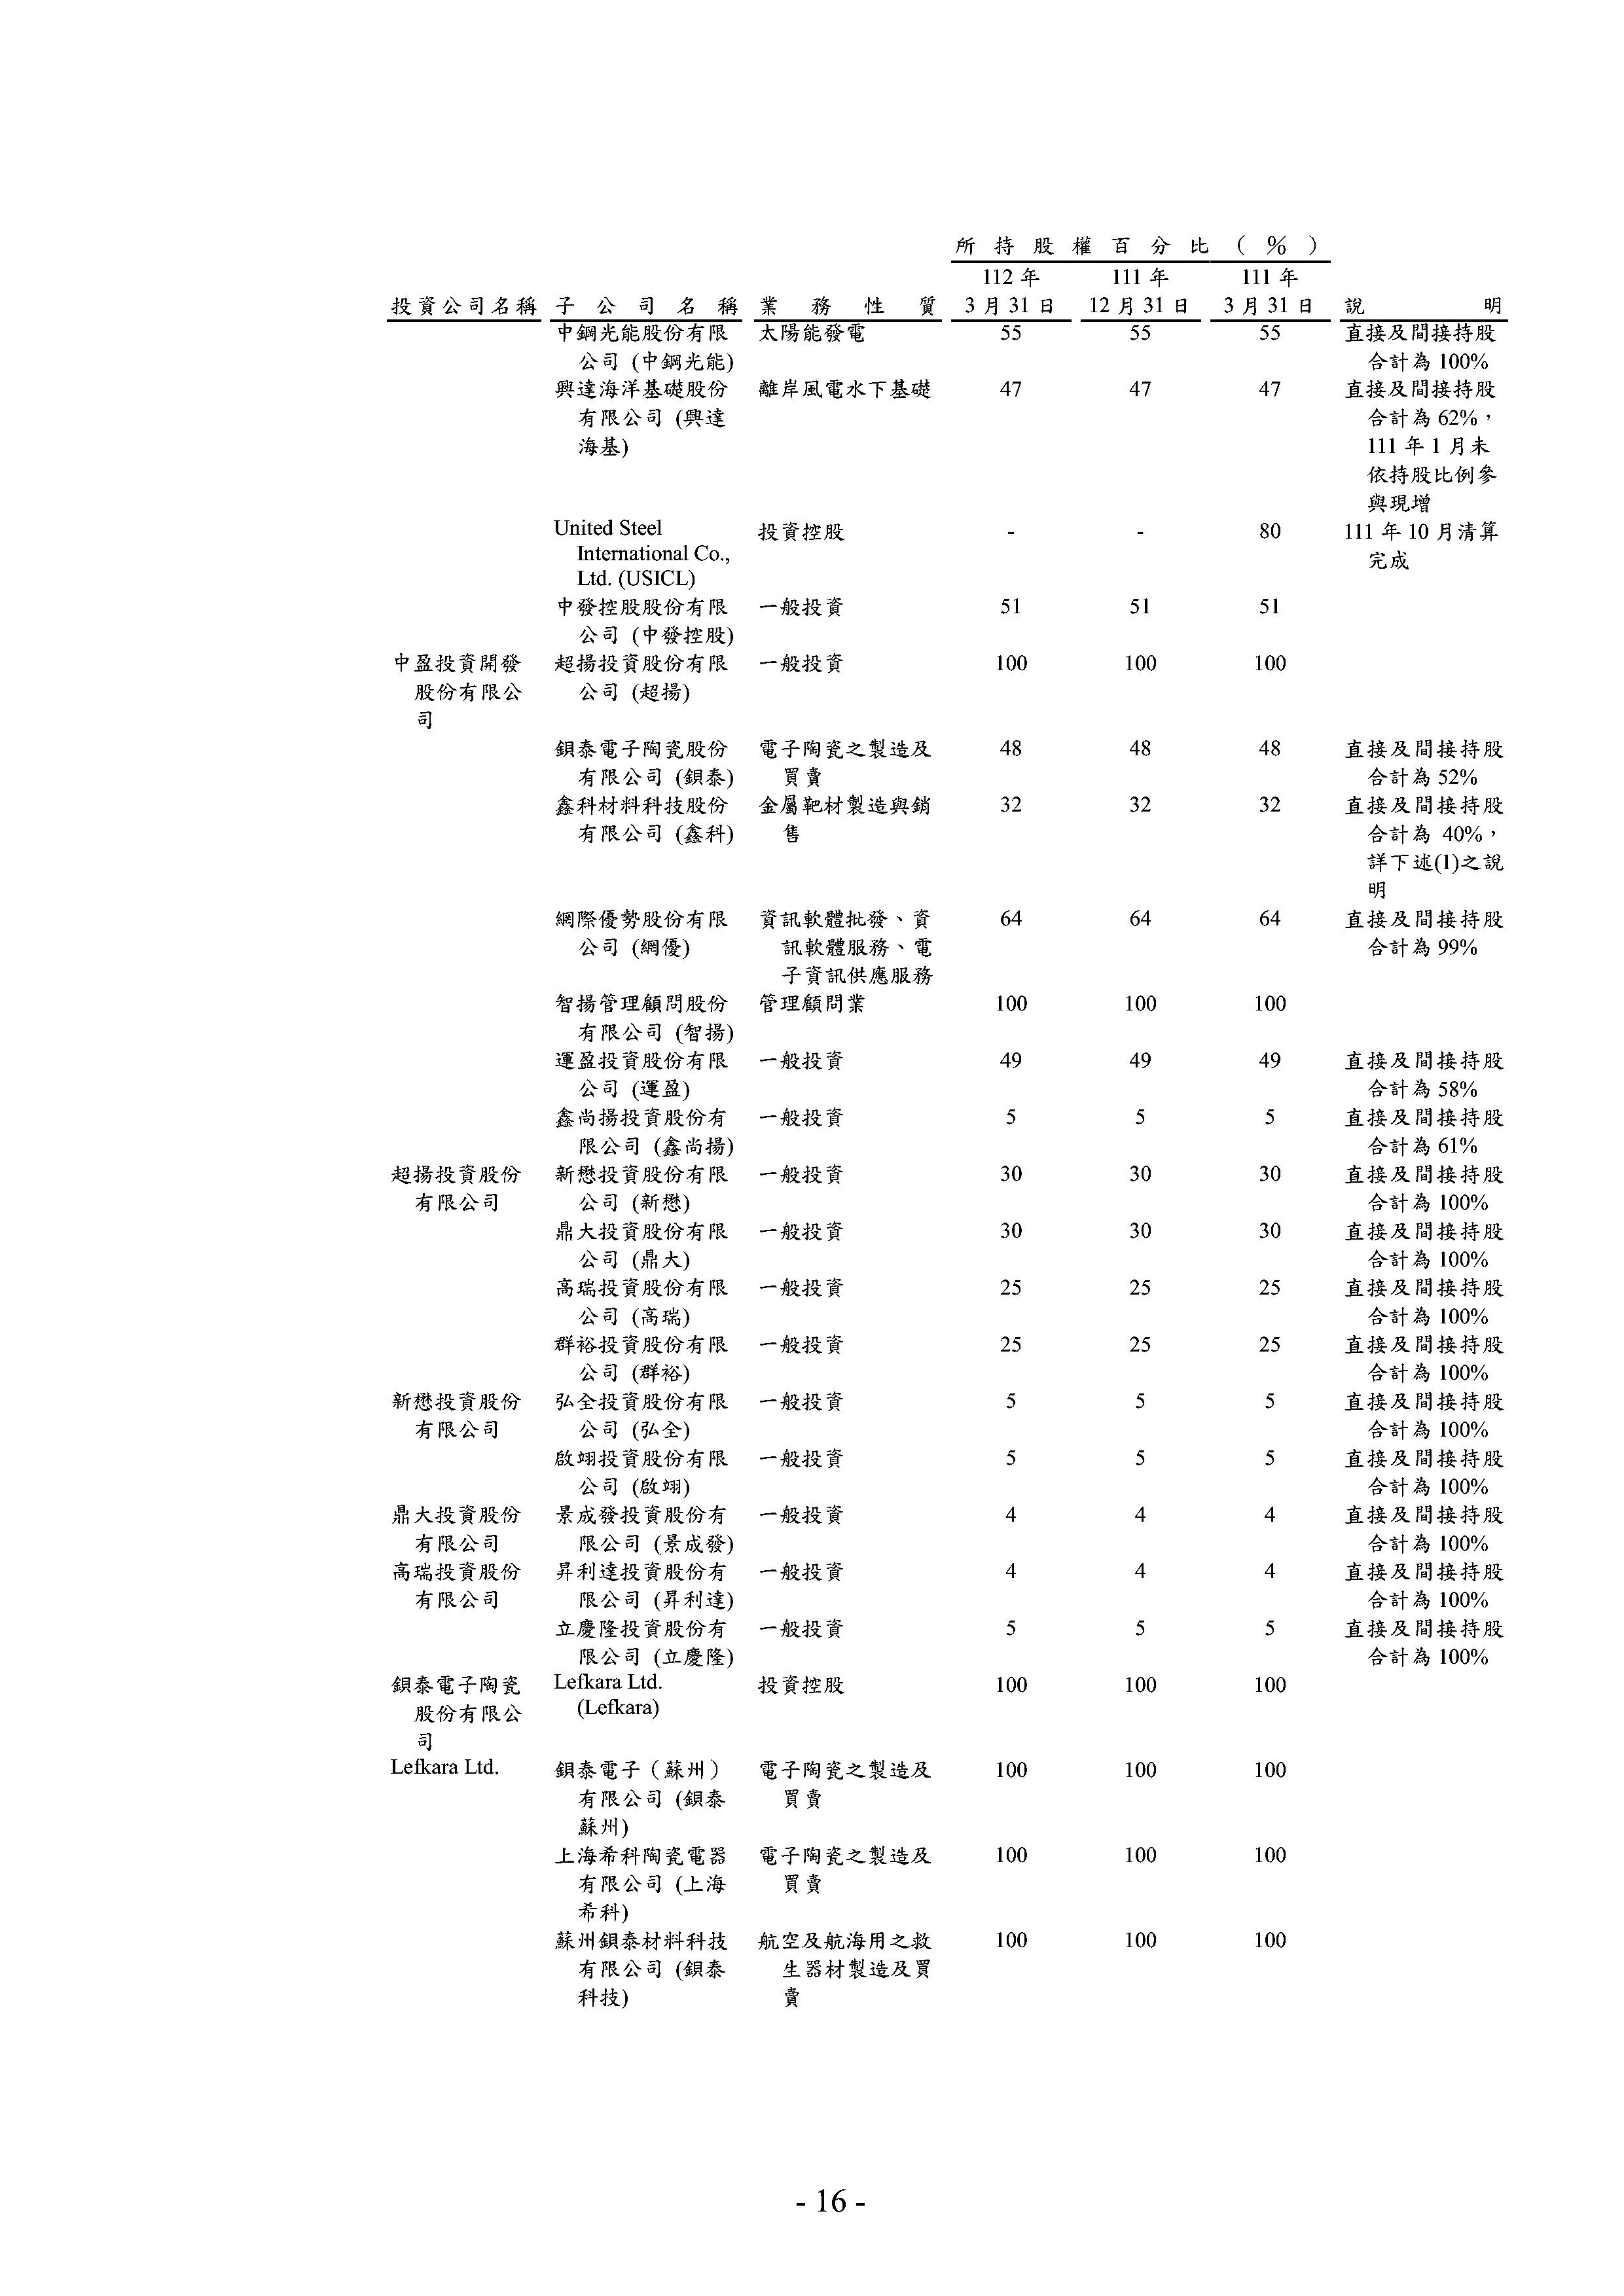 所持股權百分比（％）
112年 111年 111年
投資公司名稱 子公司名稱 業務性質 3月31日 12月31日 3月31日 說明
中鋼光能股份有限 太陽能發電 55 55 55 直接及間接持股
公司 (中鋼光能) 合計為 100%
興達海洋基礎股份 離岸風電水下基礎 47 47 47 直接及間接持股
有限公司 (興達 合計為 62%，
海基) 111 年 1 月未
依持股比例參
與現增
United Steel 投資控股 - - 80 111 年 10 月清算
International Co., 完成
Ltd. (USICL)
中發控股股份有限 一般投資 51 51 51
公司 (中發控股)
中盈投資開發 超揚投資股份有限 一般投資 100 100 100
股份有限公 公司 (超揚)
司
鋇泰電子陶瓷股份 電子陶瓷之製造及 48 48 48 直接及間接持股
有限公司 (鋇泰) 買賣 合計為 52%
鑫科材料科技股份 金屬靶材製造與銷 32 32 32 直接及間接持股
有限公司 (鑫科) 售 合計為 40%，
詳下述(1)之說
明
網際優勢股份有限 資訊軟體批發、資 64 64 64 直接及間接持股
公司 (網優) 訊軟體服務、電 合計為 99%
子資訊供應服務
智揚管理顧問股份 管理顧問業 100 100 100
有限公司 (智揚)
運盈投資股份有限 一般投資 49 49 49 直接及間接持股
公司 (運盈) 合計為 58%
鑫尚揚投資股份有 一般投資 5 5 5 直接及間接持股
限公司 (鑫尚揚) 合計為 61%
超揚投資股份 新懋投資股份有限 一般投資 30 30 30 直接及間接持股
有限公司 公司 (新懋) 合計為 100%
鼎大投資股份有限 一般投資 30 30 30 直接及間接持股
公司 (鼎大) 合計為 100%
高瑞投資股份有限 一般投資 25 25 25 直接及間接持股
公司 (高瑞) 合計為 100%
群裕投資股份有限 一般投資 25 25 25 直接及間接持股
公司 (群裕) 合計為 100%
新懋投資股份 弘全投資股份有限 一般投資 5 5 5 直接及間接持股
有限公司 公司 (弘全) 合計為 100%
啟翊投資股份有限 一般投資 5 5 5 直接及間接持股
公司 (啟翊) 合計為 100%
鼎大投資股份 景成發投資股份有 一般投資 4 4 4 直接及間接持股
有限公司 限公司 (景成發) 合計為 100%
高瑞投資股份 昇利達投資股份有 一般投資 4 4 4 直接及間接持股
有限公司 限公司 (昇利達) 合計為 100%
立慶隆投資股份有 一般投資 5 5 5 直接及間接持股
限公司 (立慶隆) 合計為 100%
鋇泰電子陶瓷 Lefkara Ltd. 投資控股 100 100 100
股份有限公 (Lefkara)
司
Lefkara Ltd. 鋇泰電子（蘇州） 電子陶瓷之製造及 100 100 100
有限公司 (鋇泰 買賣
蘇州)
上海希科陶瓷電器 電子陶瓷之製造及 100 100 100
有限公司 (上海 買賣
希科)
蘇州鋇泰材料科技 航空及航海用之救 100 100 100
有限公司 (鋇泰 生器材製造及買
科技) 賣
- 16 -